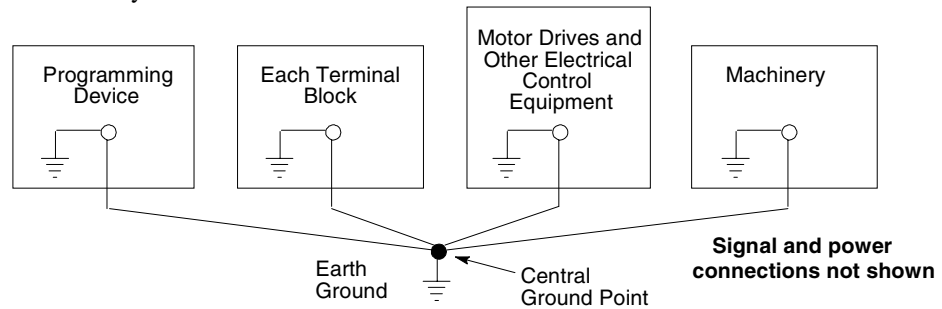 Programming
Device
Each Terminal
Block
Motor Drives and
Other Electrical
Control
Equipment
Machinery
Earth
Ground
Central
Ground Point
Signal and power
connections not shown